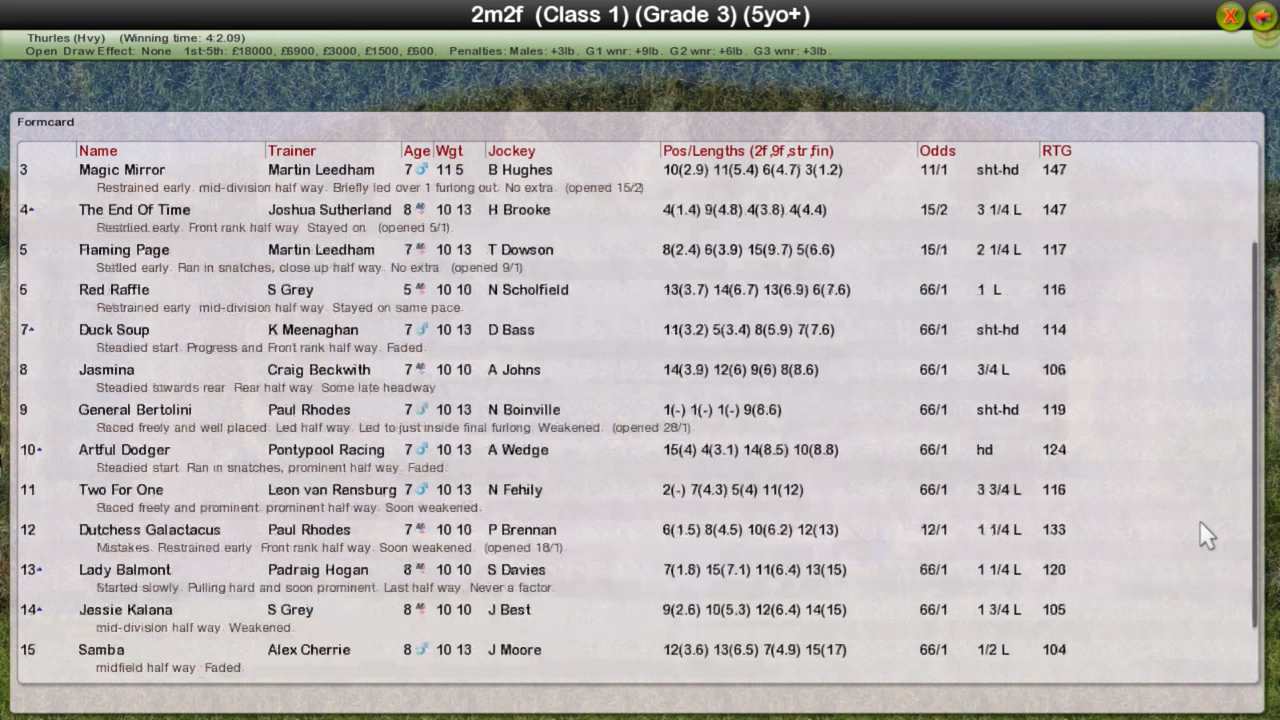 2m2f (Class 1) (Grade 3) (5yo+)
Thurles (Hvy) (Winning time: 4:2.09)
Open Draw Effect: None 1st-5th: £18000, £6900, £3000, £1500, £600. Penalties: Males: +3lb. G1 wnr: +9lb. G2 wnr: +6lb. G3 wnr: +3lb.
Formcard
Name Trainer Age Wgt Jockey Pos/Lengths (2f,9f,str,fin) Odds RTG
3 Magic Mirror Martin Leedham 7 11 5 B Hughes 10(2.9) 11(5.4) 6(4.7) 3(1.2) 11/1 sht-hd 147
Restrained early. mid-division half way. Briefly led over 1 furlong out. No extra. (opened 15/2)
4 The End Of Time Joshua Sutherland 8 10 13 H Brooke 4(1.4) 9(4.8) 4(3.8) 4(4.4) 15/2 3 1/4 L 147
Restdied.early. Front rank half way. Stayed on. (opened 5/1).
5 Flaming Page Martin Leedham 7 10 13 T Dowson 8(2.4) 6(3.9) 15(9.7) 5(6.6) 15/1 2 1/4 L 117
Settled early. Ran in snatches, close up half way. No extra. (opened 9/1)
6 Red Raffle S Grey 5 10 10 N Scholfield 13(3.7) 14(6.7) 13(6.9) 6(7.6) 66/1 1 L 116
Restrained early. mid-division half way. Stayed on same pace.
7 Duck Soup K Meenaghan 7 10 13 D Bass 11(3.2) 5(3.4) 8(5.9) 7(7.6) 66/1 sht-hd 114
Steadied start. Progress and Front rank half way. Faded.
8 Jasmina Craig Beckwith 7 10 10 A Johns 14(3.9) 12(6) 9(6) 8(8.6) 66/1 3/4 L 106
Steadied towards rear. Rear half way. Some late headway
9 General Bertolini Paul Rhodes 7 10 13 N Boinville 1(-) 1(-) 1(-) 9(8.6) 66/1 sht-hd 119
Raced freely and well placed. Led half way. Led to just inside final furlong. Weakened. (opened 28/1).
10 Artful Dodger Pontypool Racing 7 10 13 A Wedge 15(4) 4(3.1) 14(8.5) 10(8.8) 66/1 hd 124
Steadied start. Ran in snatches, prominent half way. Faded.
11 Two For One Leon van Rensburg 7 10 13 N Fehily 2(-) 7(4.3) 5(4) 11(12) 66/1 3 3/4 L 116
Raced freely and prominent. prominent half way. Soon weakened.
12 Dutchess Galactacus Paul Rhodes 7 10 10 P Brennan 6(1.5) 8(4.5) 10(6.2) 12(13) 12/1 1 1/4 L 133
Mistakes. Restrained early. Front rank half way. Soon weakened. (opened 18/1).
13 Lady Balmont Padraig Hogan 8 10 10 S Davies 7(1.8) 15(7.1) 11(6.4) 13(15) 66/1 1 1/4 L 120
Started slowly. Pulling hard and soon prominent. Last half way. Never a factor.
14 Jessie Kalana S Grey 8 10 10 J Best 9(2.6) 10(5.3) 12(6.4) 14(15) 66/1 1 3/4 L 105
mid-division half way. Weakened.
15 Samba Alex Cherrie 8 10 13 J Moore 12(3.6) 13(6.5) 7(4.9) 15(17) 66/1 1/2 L 104
midfield half way. Faded.